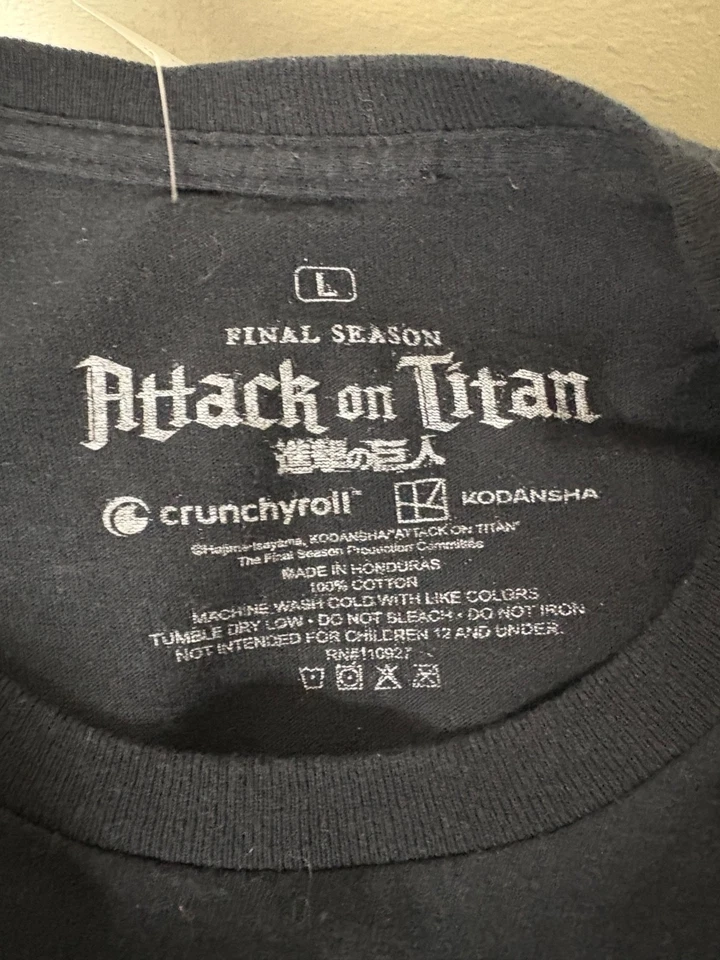 L
FINAL SEASON
Attack on Titan
進撃の巨人
crunchyroll™ KODANSHA
©Hajime Isayama, KODANSHA/"ATTACK ON TITAN"
The Final Season Production Committee
MADE IN HONDURAS
100% COTTON
MACHINE WASH COLD WITH LIKE COLORS
TUMBLE DRY LOW • DO NOT BLEACH • DO NOT IRON
NOT INTENDED FOR CHILDREN 12 AND UNDER.
RN#110927